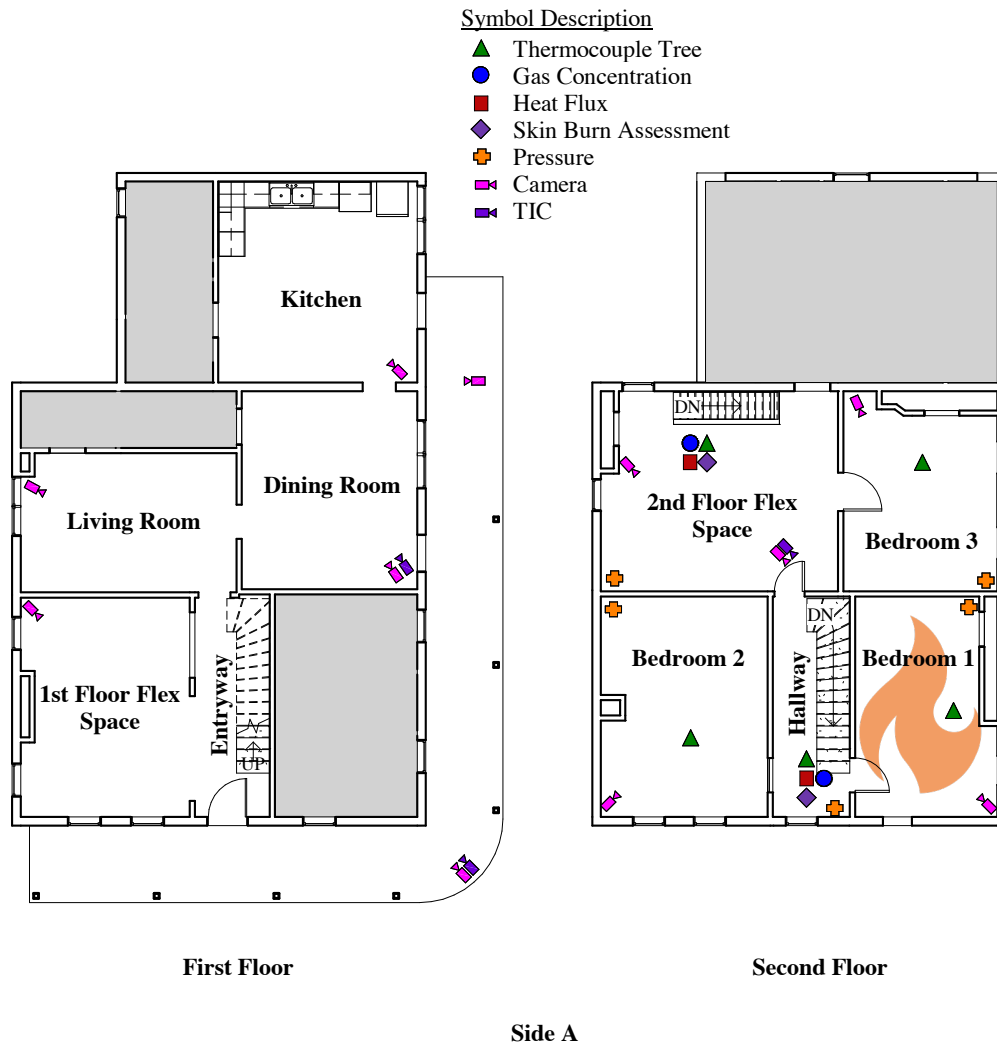 Symbol Description
Thermocouple Tree
Gas Concentration
Heat Flux
Skin Burn Assessment
Pressure
Camera
TIC
Kitchen
Dining Room
Living Room
1st Floor Flex
Space
Entryway
UP
First Floor
DN
2nd Floor Flex
Space
Bedroom 3
DN
Bedroom 2
Hallway
Bedroom 1
Second Floor
Side A